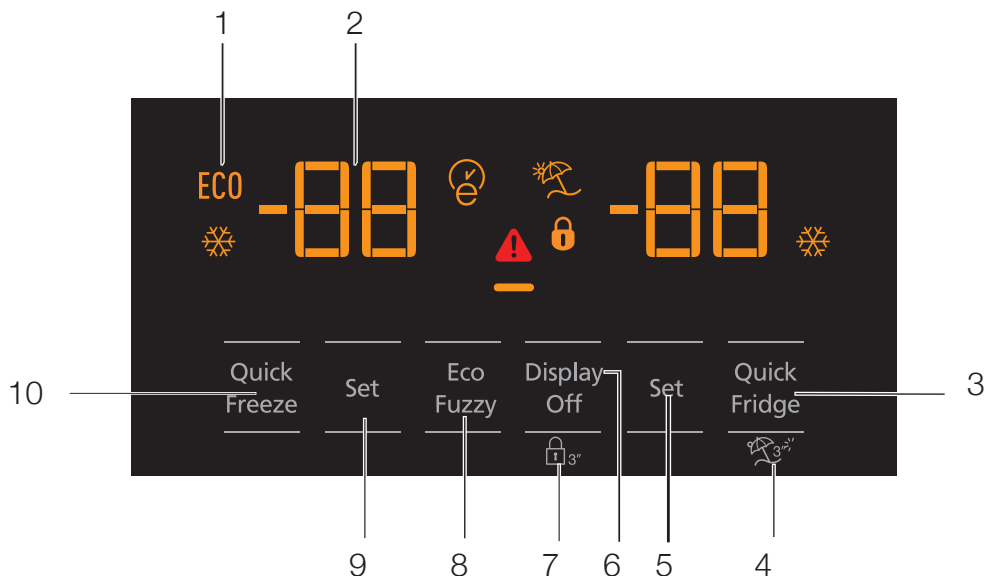 1 2
ECO -88 e -88
Quick Freeze
Set
Eco Fuzzy
Display Off
Set
Quick Fridge
10
3
3"
3"
9 8 7 6 5 4